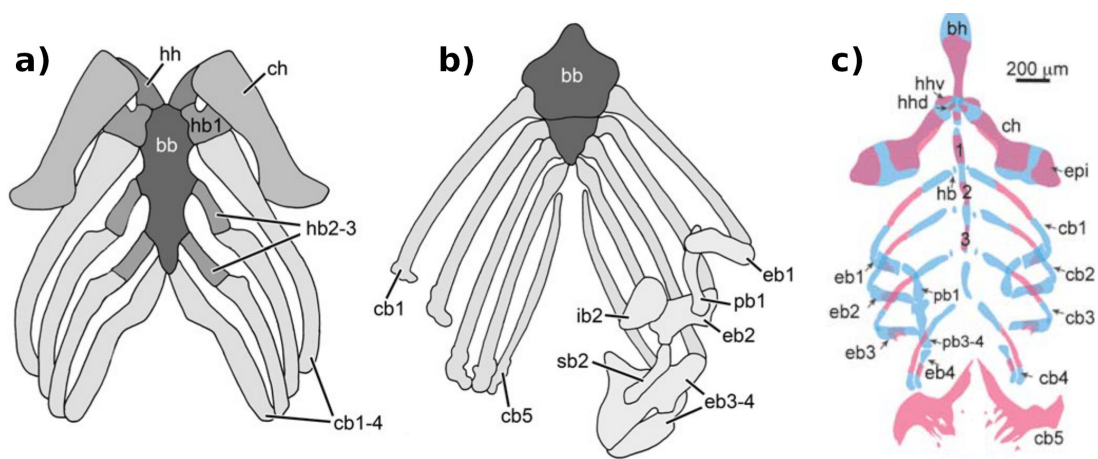 a)
hh
ch
hb1
bb
hb2-3
cb1-4
b)
bb
cb1
eb1
pb1
ib2
eb2
sb2
cb5
eb3-4
c)
bh
200 μm
hhv
hhd
ch
1
epi
hb 2
cb1
3
eb1
cb2
pb1
eb2
cb3
pb3-4
eb3
eb4
cb4
cb5